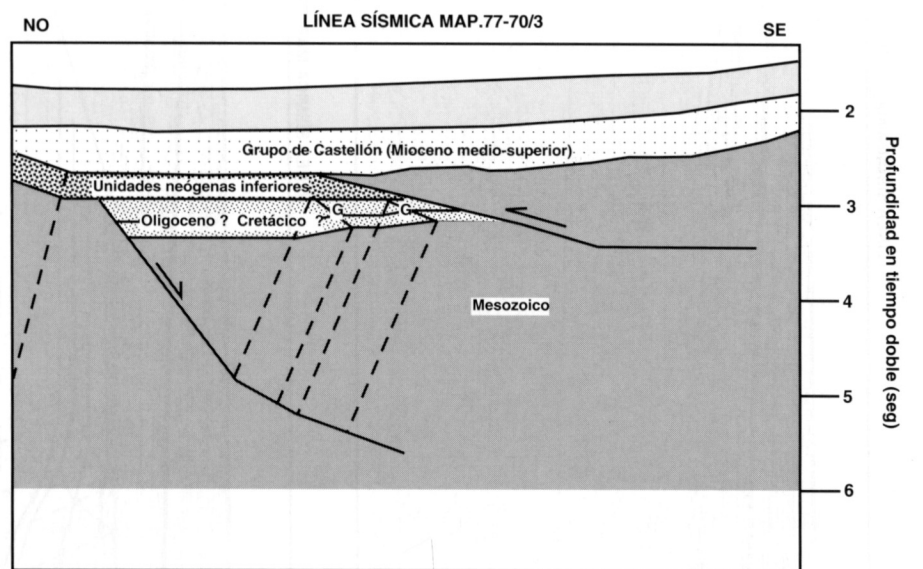 LÍNEA SÍSMICA MAP.77-70/3
NO
SE
2
Grupo de Castellón (Mioceno medio-superior)
Unidades neógenas inferiores
3
G
G
Oligoceno ? Cretácico ?
4
Mesozoico
5
6
Profundidad en tiempo doble (seg)